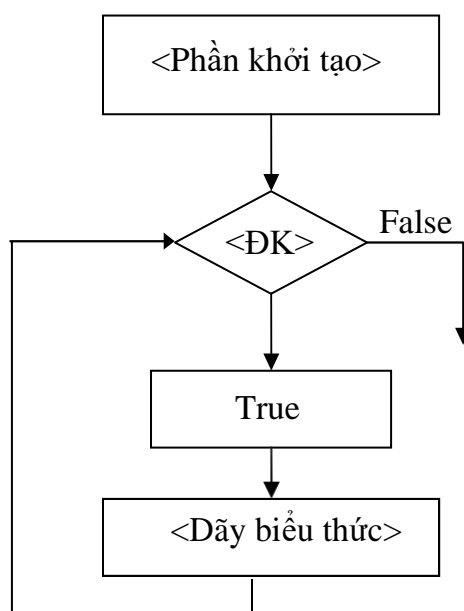 <Phần khởi tạo>
<ĐK>
False
True
<Dãy biểu thức>